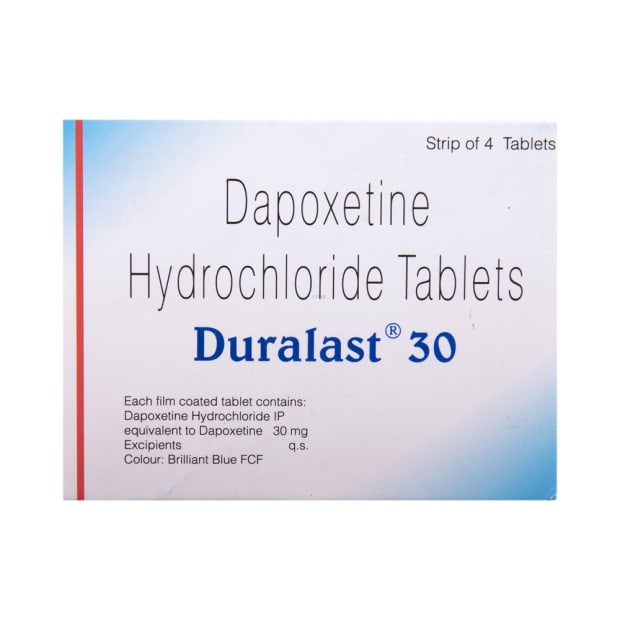 Strip of 4 Tablets
Dapoxetine
Hydrochloride Tablets
Duralast® 30
Each film coated tablet contains:
Dapoxetine Hydrochloride IP
equivalent to Dapoxetine 30 mg
Excipients q.s.
Colour: Brilliant Blue FCF